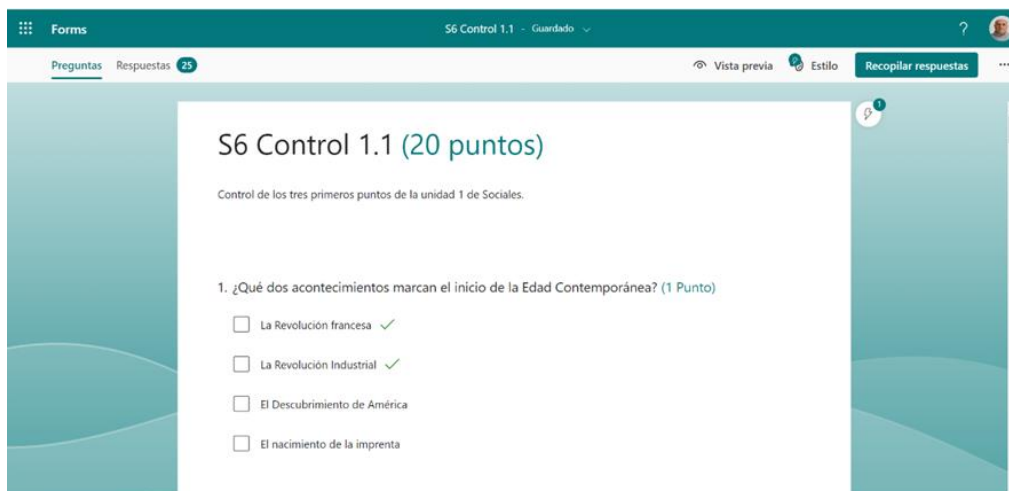 Forms
S6 Control 1.1 - Guardado
?
Preguntas Respuestas 25
Vista previa Estilo Recopilar respuestas ...
1
S6 Control 1.1 (20 puntos)
Control de los tres primeros puntos de la unidad 1 de Sociales.
1. ¿Qué dos acontecimientos marcan el inicio de la Edad Contemporánea? (1 Punto)
La Revolución francesa
La Revolución Industrial
El Descubrimiento de América
El nacimiento de la imprenta